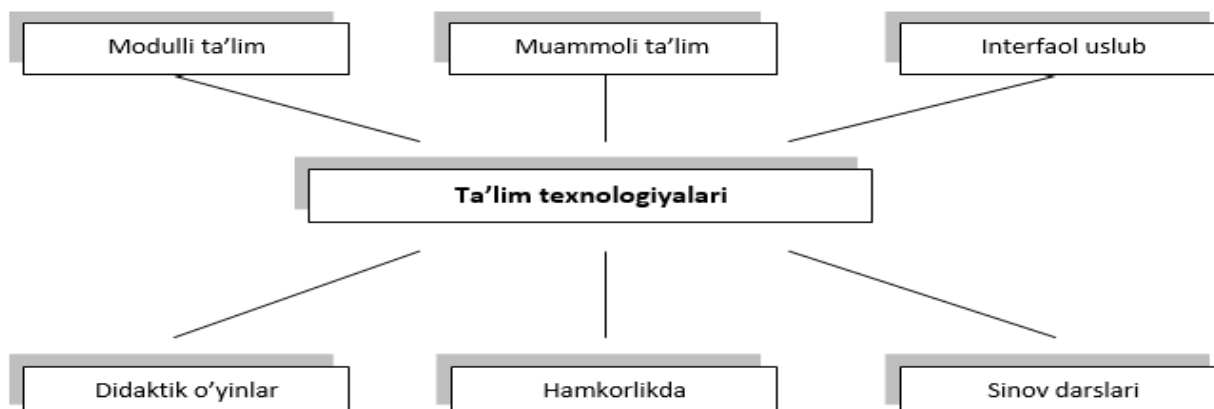 Modulli ta’lim
Muammoli ta’lim
Interfaol uslub
Ta’lim texnologiyalari
Didaktik o’yinlar
Hamkorlikda
Sinov darslari